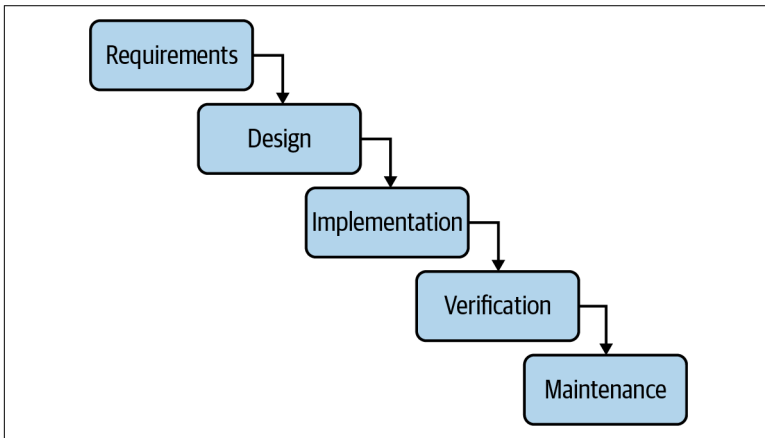 Requirements
Design
Implementation
Verification
Maintenance